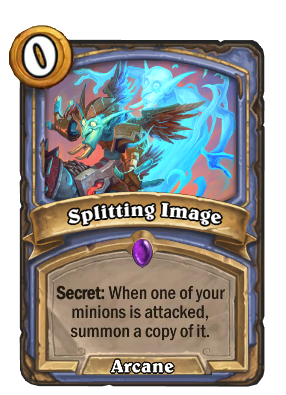 0
Splitting Image
Secret: When one of your
minions is attacked,
summon a copy of it.
Arcane